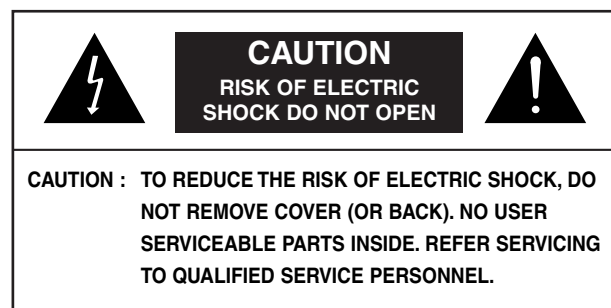 CAUTION
RISK OF ELECTRIC
SHOCK DO NOT OPEN
CAUTION : TO REDUCE THE RISK OF ELECTRIC SHOCK, DO
NOT REMOVE COVER (OR BACK). NO USER
SERVICEABLE PARTS INSIDE. REFER SERVICING
TO QUALIFIED SERVICE PERSONNEL.